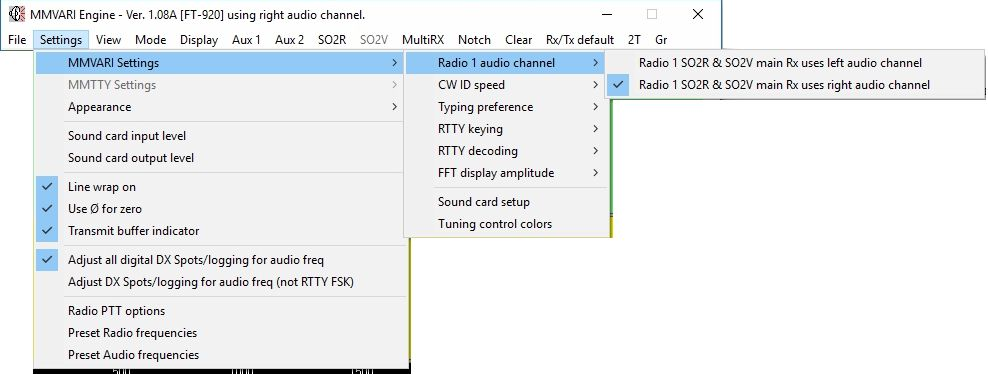 MMVARI Engine - Ver. 1.08A [FT-920] using right audio channel.
File Settings View Mode Display Aux 1 Aux 2 SO2R SO2V MultiRX Notch Clear Rx/Tx default 2T Gr
MMVARI Settings
MMTTY Settings
Appearance
Sound card input level
Sound card output level
Line wrap on
Use Ø for zero
Transmit buffer indicator
Adjust all digital DX Spots/logging for audio freq
Adjust DX Spots/logging for audio freq (not RTTY FSK)
Radio PTT options
Preset Radio frequencies
Preset Audio frequencies
Radio 1 audio channel
CW ID speed
Typing preference
RTTY keying
RTTY decoding
FFT display amplitude
Sound card setup
Tuning control colors
Radio 1 SO2R & SO2V main Rx uses left audio channel
Radio 1 SO2R & SO2V main Rx uses right audio channel
500 1000 1500